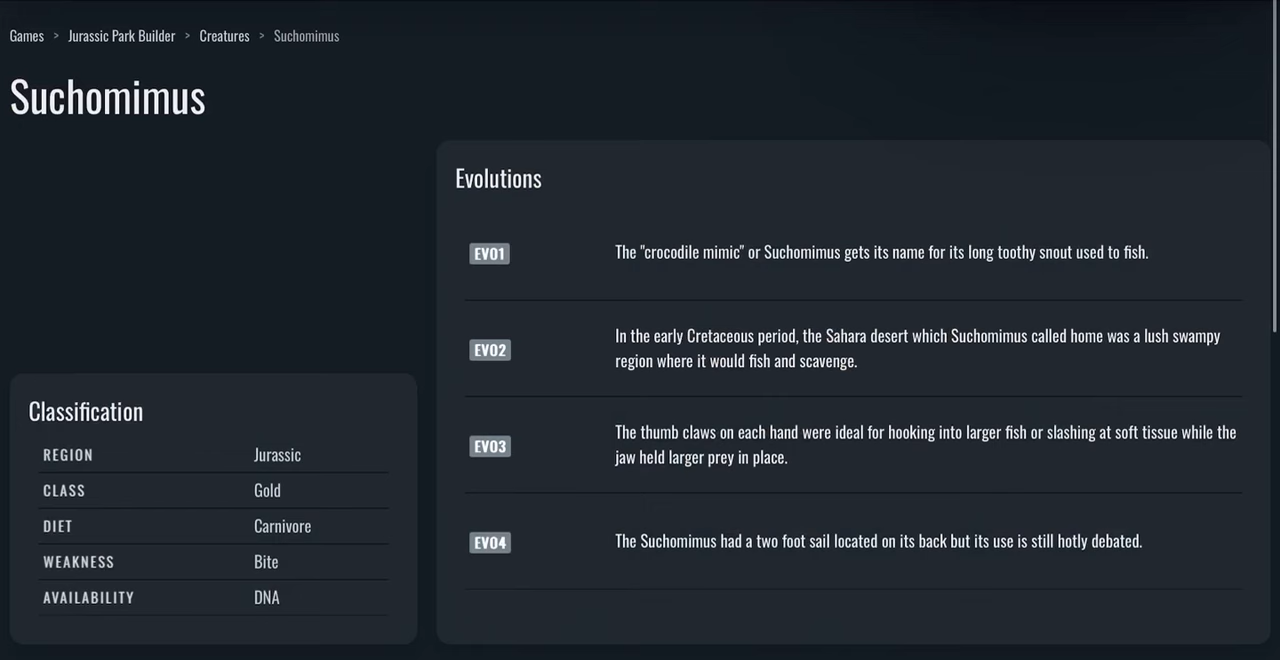 Games > Jurassic Park Builder > Creatures > Suchomimus
Suchomimus
Evolutions
EVO1 The "crocodile mimic" or Suchomimus gets its name for its long toothy snout used to fish.
EVO2 In the early Cretaceous period, the Sahara desert which Suchomimus called home was a lush swampy
region where it would fish and scavenge.
EVO3 The thumb claws on each hand were ideal for hooking into larger fish or slashing at soft tissue while the
jaw held larger prey in place.
EVO4 The Suchomimus had a two foot sail located on its back but its use is still hotly debated.
Classification
REGION Jurassic
CLASS Gold
DIET Carnivore
WEAKNESS Bite
AVAILABILITY DNA